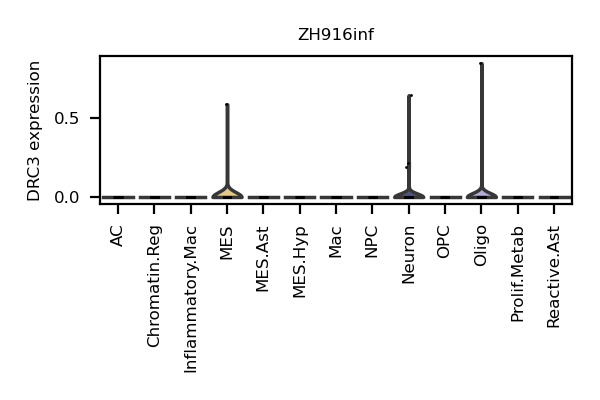 ZH916inf
DRC3 expression
0.5
0.0
AC
Chromatin.Reg
Inflammatory.Mac
MES
MES.Ast
MES.Hyp
Mac
NPC
Neuron
OPC
Oligo
Prolif.Metab
Reactive.Ast